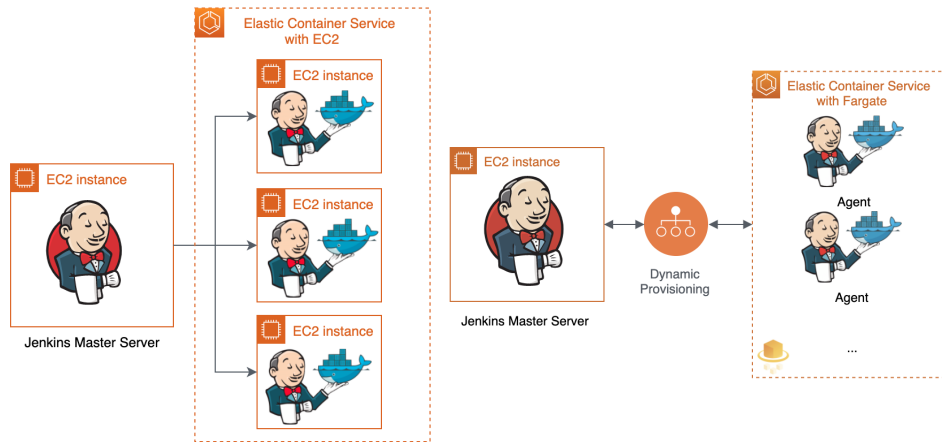 Elastic Container Service
with EC2
EC2 instance
EC2 instance
EC2 instance
EC2 instance
Jenkins Master Server
EC2 instance
Jenkins Master Server
Dynamic
Provisioning
Elastic Container Service
with Fargate
Agent
Agent
...